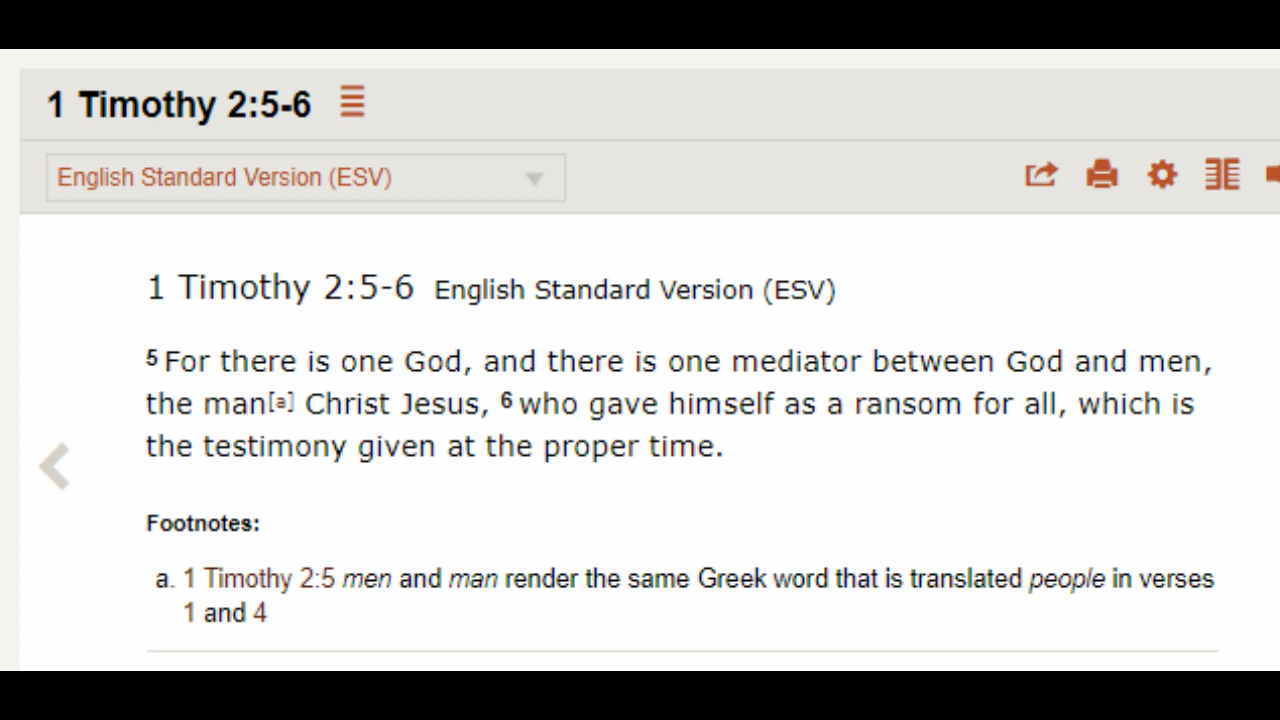 1 Timothy 2:5-6
English Standard Version (ESV)
1 Timothy 2:5-6 English Standard Version (ESV)
5 For there is one God, and there is one mediator between God and men,
the man[a] Christ Jesus, 6 who gave himself as a ransom for all, which is
the testimony given at the proper time.
Footnotes:
a. 1 Timothy 2:5 men and man render the same Greek word that is translated people in verses
1 and 4